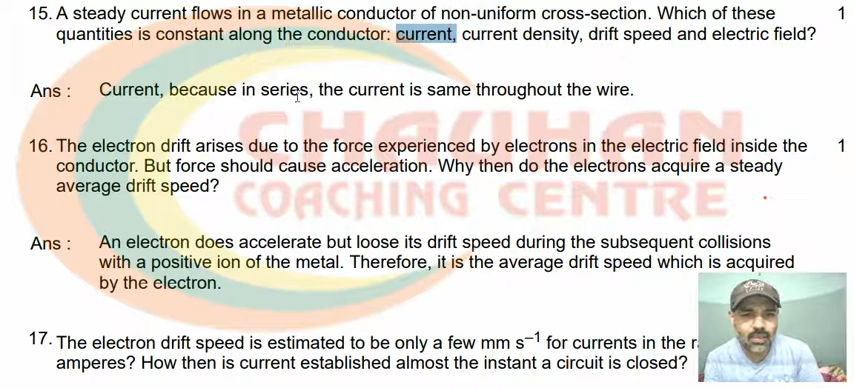 15. A steady current flows in a metallic conductor of non-uniform cross-section. Which of these 1
quantities is constant along the conductor: current, current density, drift speed and electric field?
Ans : Current, because in series, the current is same throughout the wire.
16. The electron drift arises due to the force experienced by electrons in the electric field inside the 1
conductor. But force should cause acceleration. Why then do the electrons acquire a steady
average drift speed?
CHAUHAN
COACHING CENTRE
Ans : An electron does accelerate but loose its drift speed during the subsequent collisions
with a positive ion of the metal. Therefore, it is the average drift speed which is acquired
by the electron.
17. The electron drift speed is estimated to be only a few mm s⁻¹ for currents in the
amperes? How then is current established almost the instant a circuit is closed?